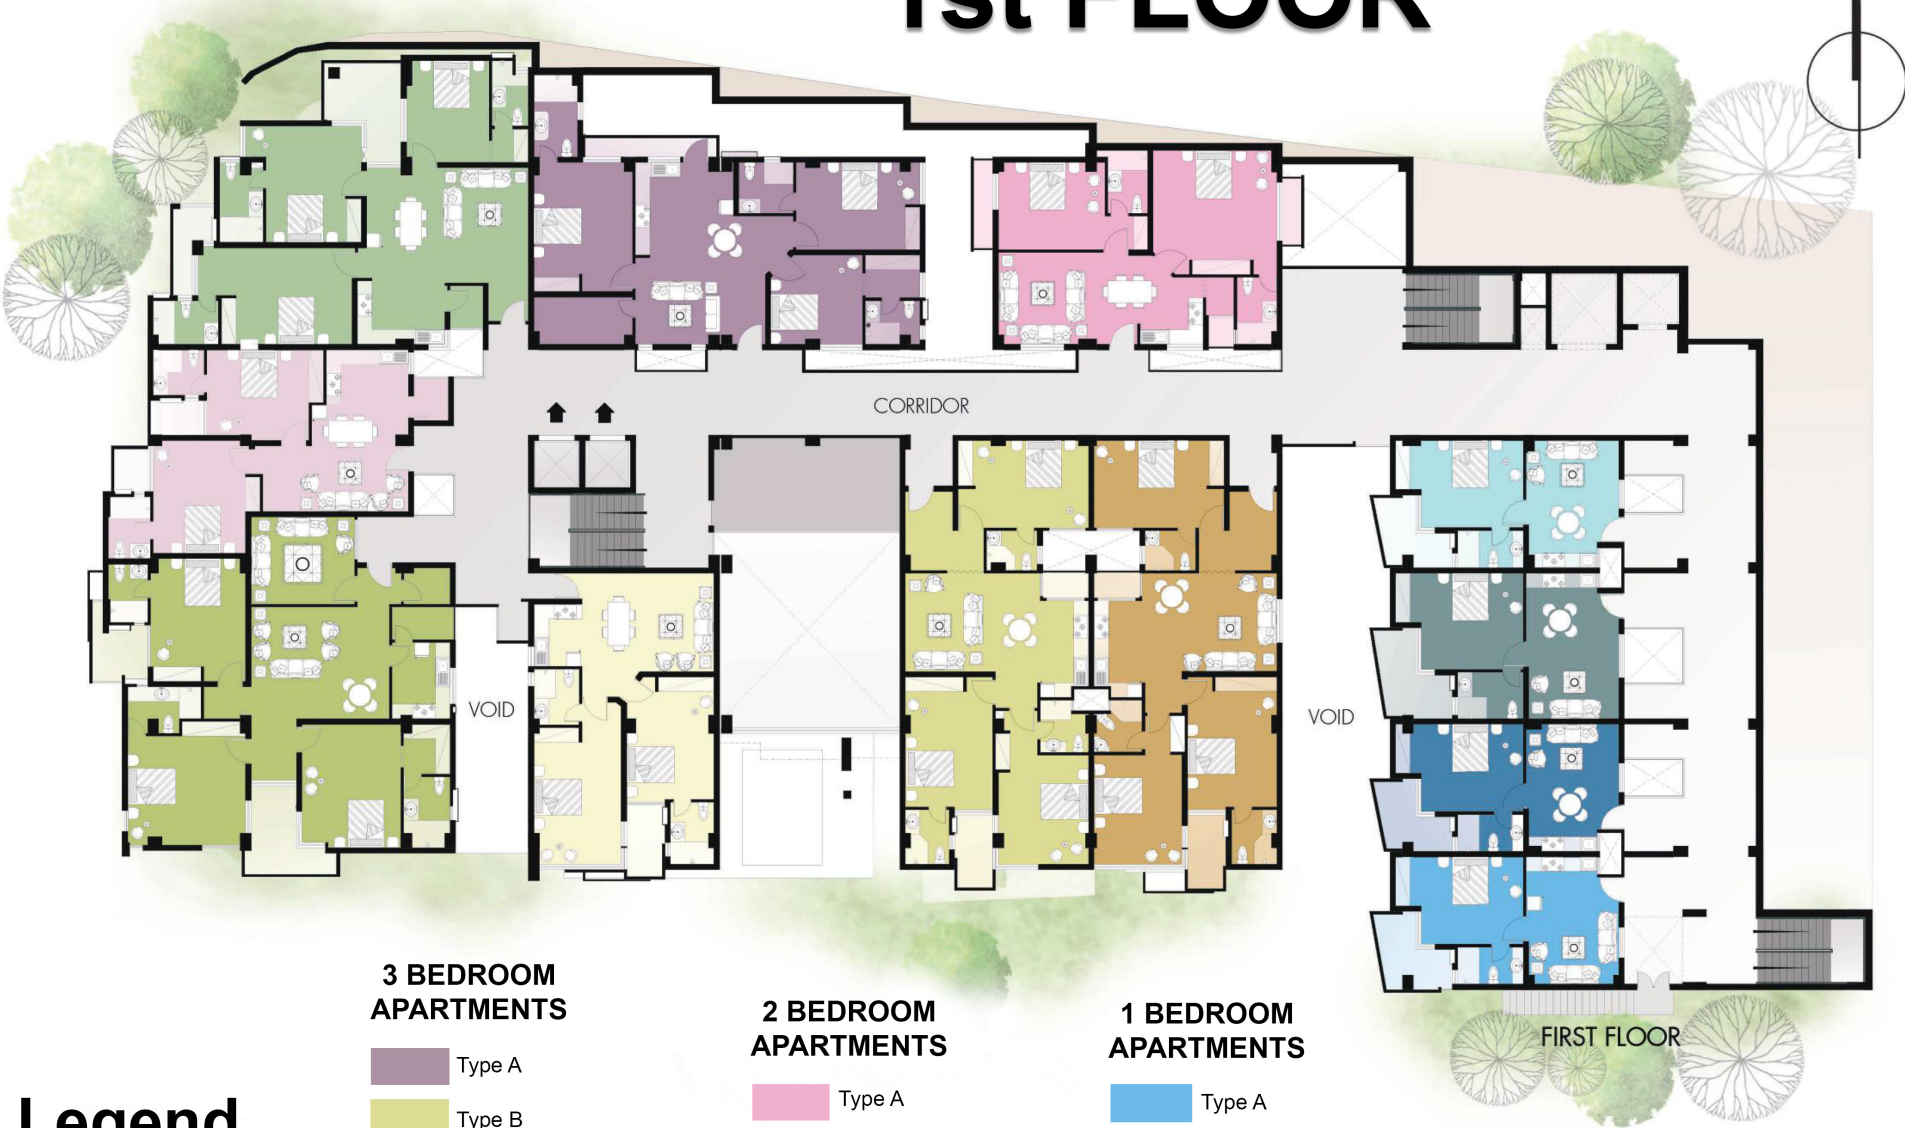 1st FLOOR
CORRIDOR
VOID
VOID
FIRST FLOOR
3 BEDROOM
APARTMENTS
Type A
Type B
2 BEDROOM
APARTMENTS
Type A
1 BEDROOM
APARTMENTS
Type A
Legend